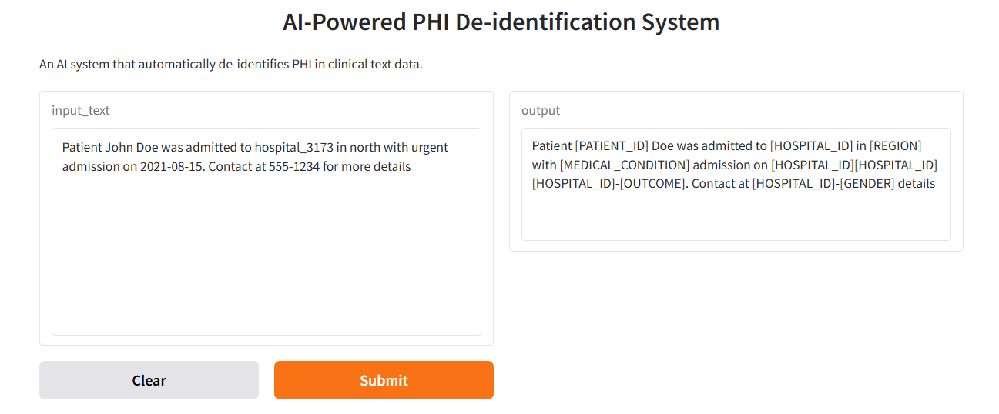 AI-Powered PHI De-identification System
An AI system that automatically de-identifies PHI in clinical text data.
input_text
Patient John Doe was admitted to hospital_3173 in north with urgent
admission on 2021-08-15. Contact at 555-1234 for more details
Clear
Submit
output
Patient [PATIENT_ID] Doe was admitted to [HOSPITAL_ID] in [REGION]
with [MEDICAL_CONDITION] admission on [HOSPITAL_ID][HOSPITAL_ID]
[HOSPITAL_ID]-[OUTCOME]. Contact at [HOSPITAL_ID]-[GENDER] details